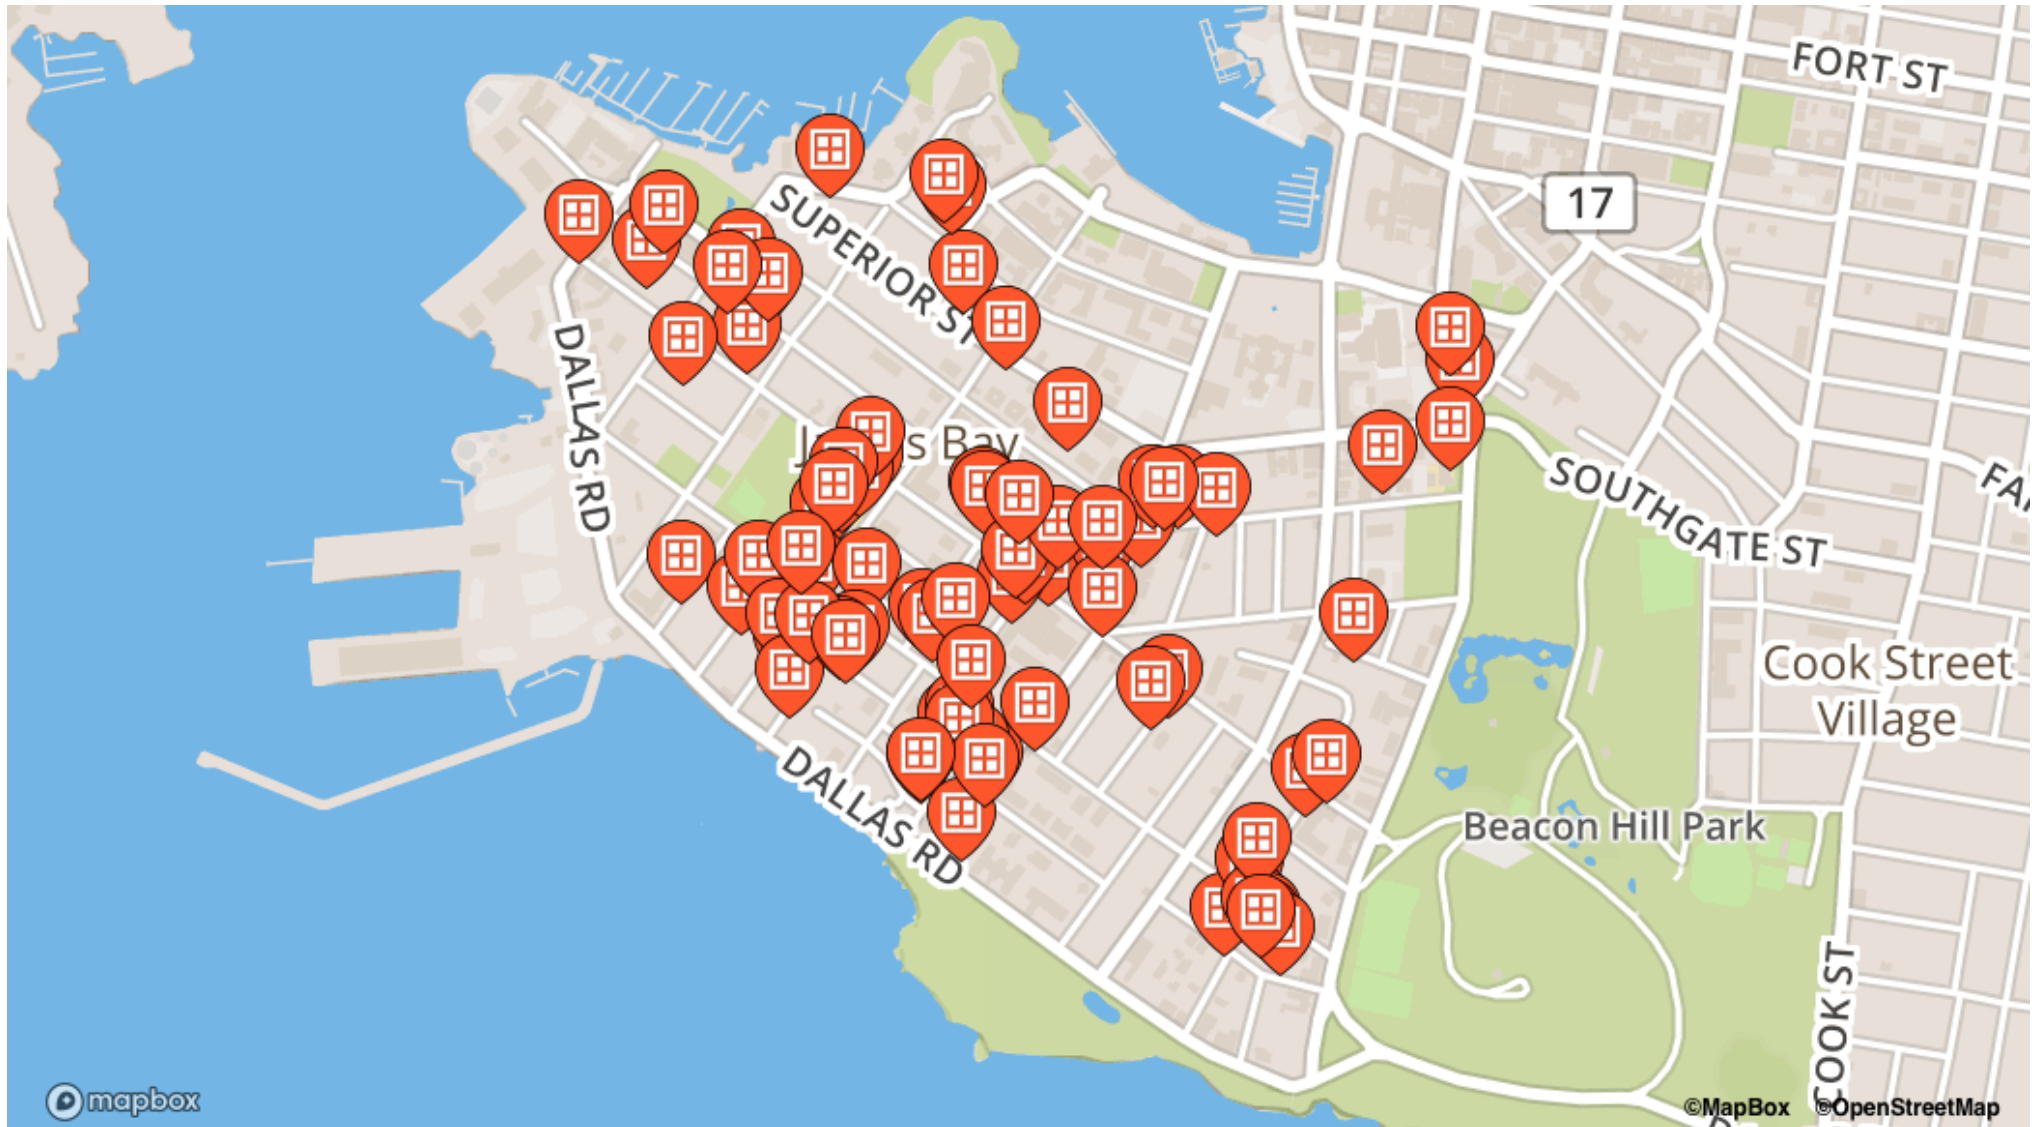 FORT ST
17
SUPERIOR ST
DALLAS RD
s Bay
SOUTHGATE ST
Cook Street
Village
DALLAS RD
Beacon Hill Park
COOK ST
mapbox
©MapBox ©OpenStreetMap